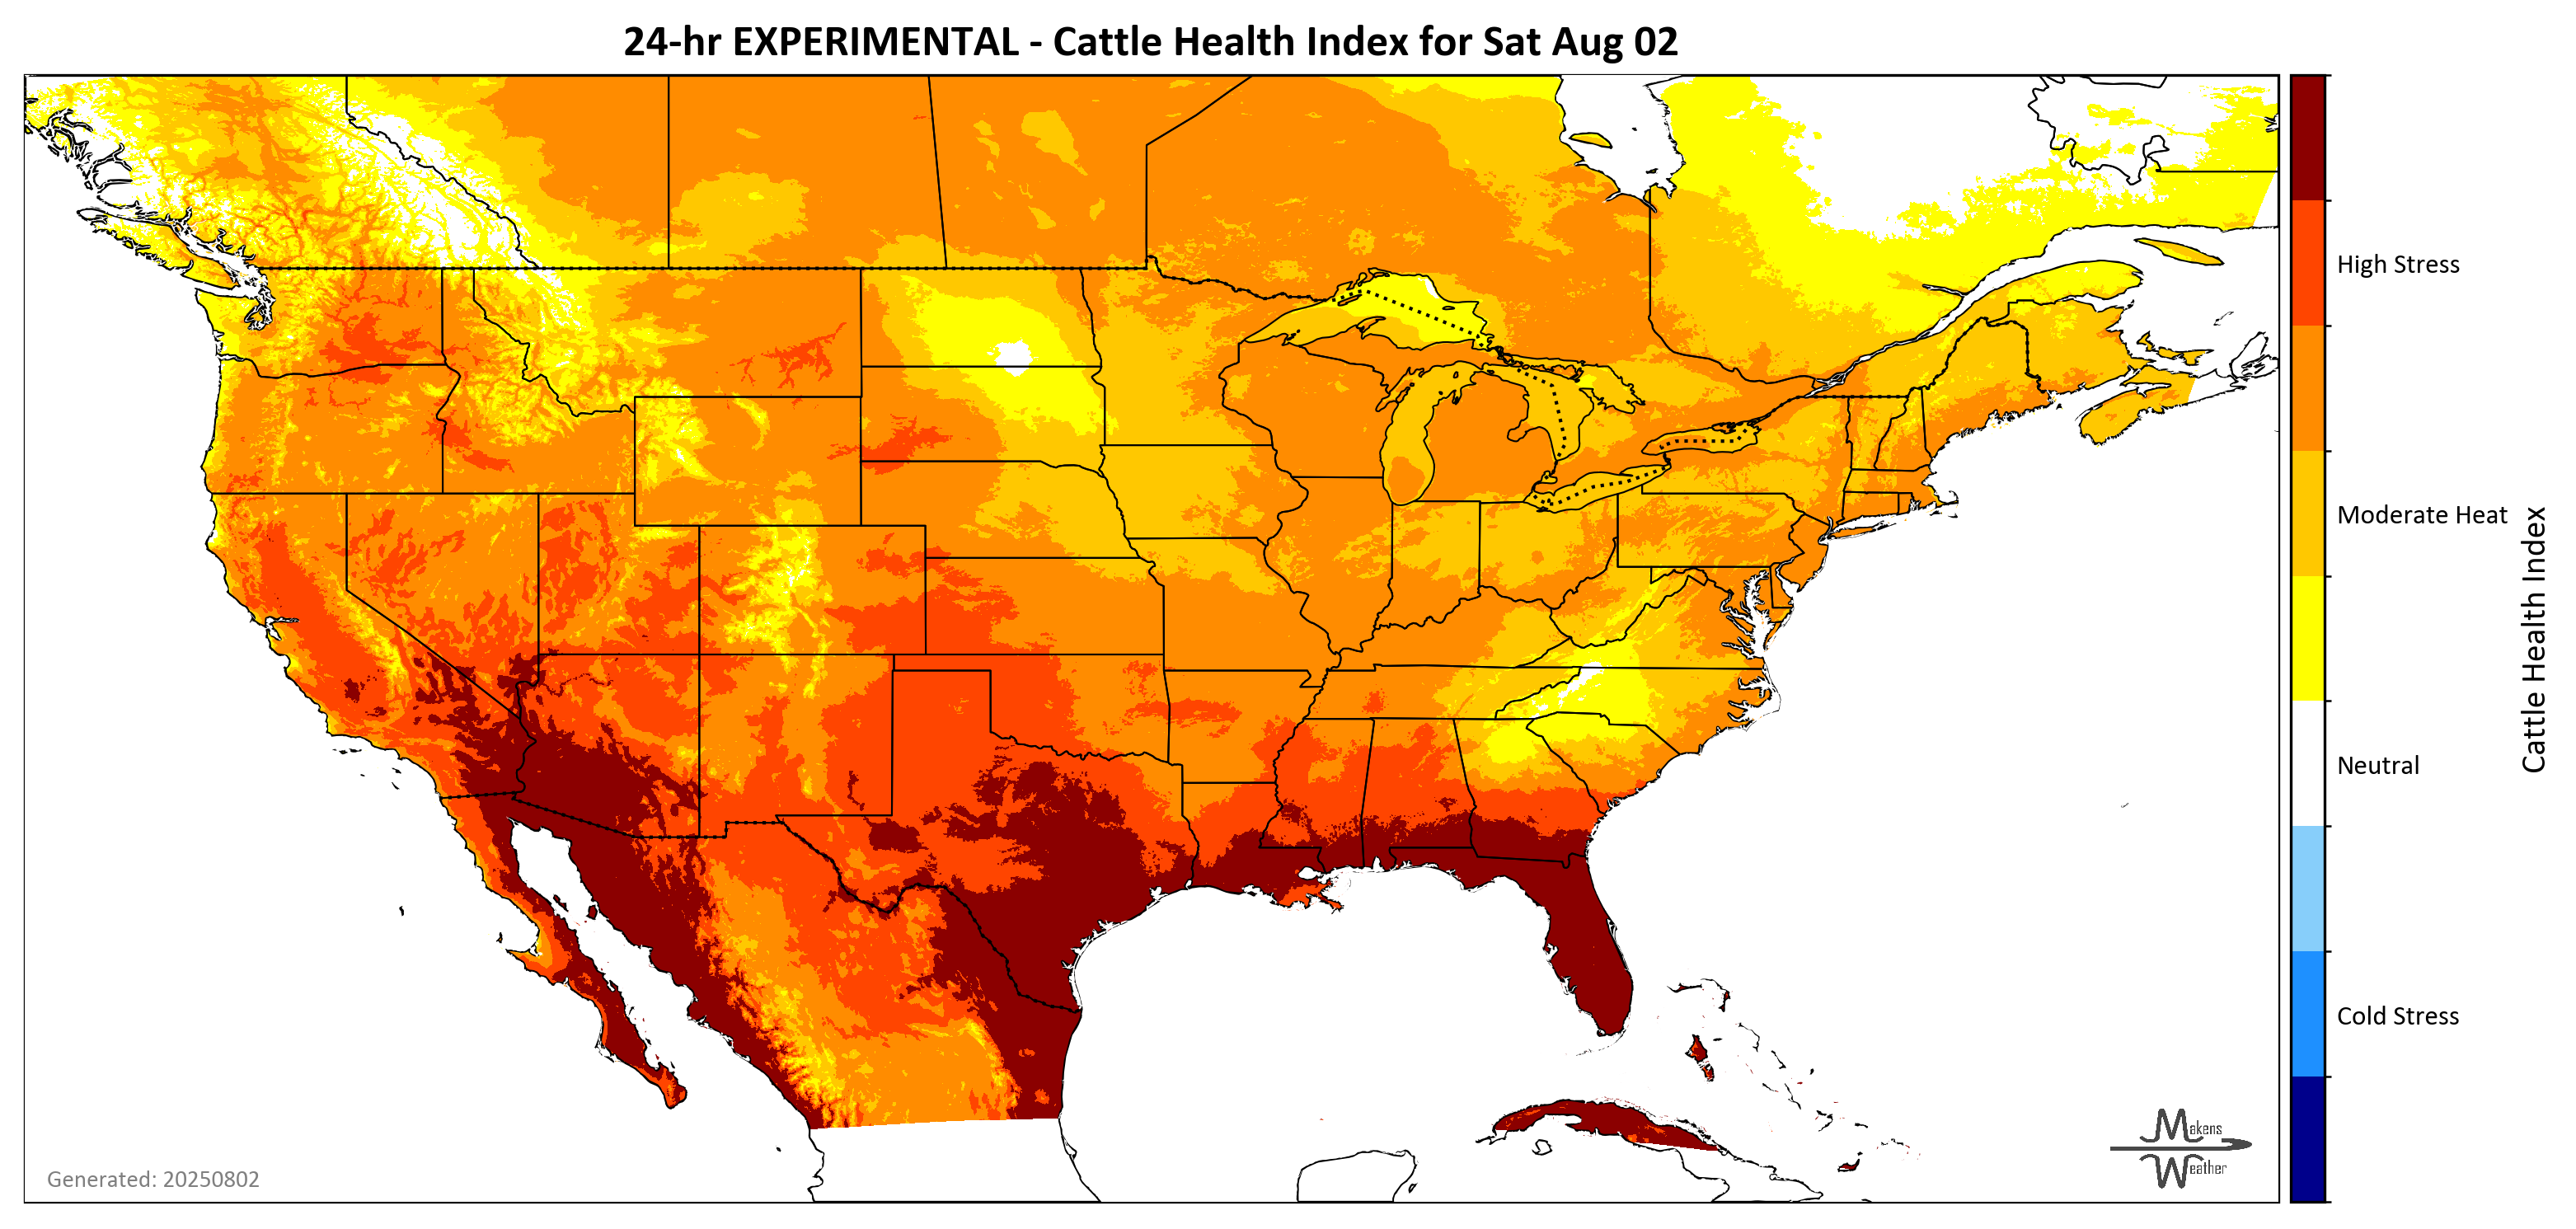 24-hr EXPERIMENTAL - Cattle Health Index for Sat Aug 02
High Stress
Moderate Heat
Neutral
Cold Stress
Cattle Health Index
Generated: 20250802
Makens
Weather